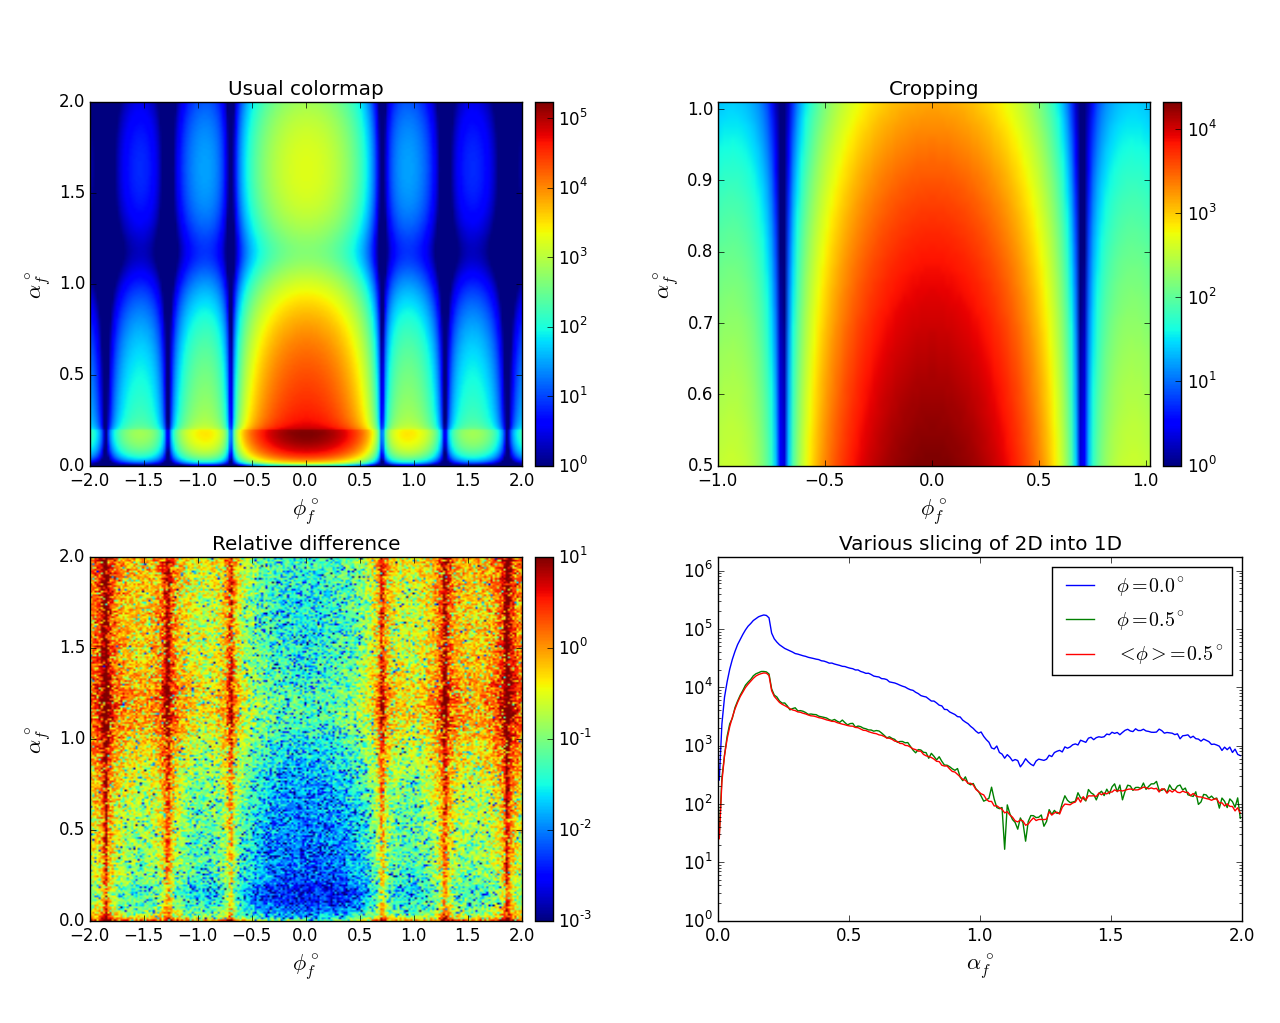 Usual colormap
2.0
1.5
1.0
0.5
0.0
−2.0 −1.5 −1.0 −0.5 0.0 0.5 1.0 1.5 2.0
α_f°
ϕ_f°
10^5
10^4
10^3
10^2
10^1
10^0
Cropping
1.0
0.9
0.8
0.7
0.6
0.5
−1.0 −0.5 0.0 0.5 1.0
α_f°
ϕ_f°
10^4
10^3
10^2
10^1
10^0
Relative difference
2.0
1.5
1.0
0.5
0.0
−2.0 −1.5 −1.0 −0.5 0.0 0.5 1.0 1.5 2.0
α_f°
ϕ_f°
10^1
10^0
10^-1
10^-2
10^-3
Various slicing of 2D into 1D
10^6
10^5
10^4
10^3
10^2
10^1
10^0
0.0 0.5 1.0 1.5 2.0
α_f°
ϕ=0.0°
ϕ=0.5°
<ϕ>=0.5°